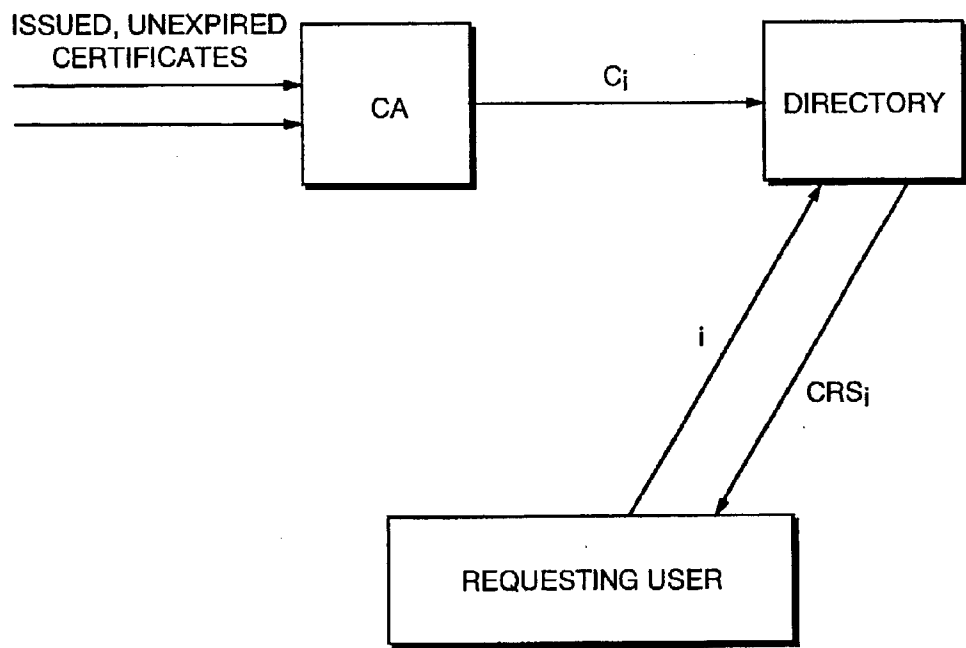 ISSUED, UNEXPIRED
CERTIFICATES
CA
Ci
DIRECTORY
i
CRSi
REQUESTING USER